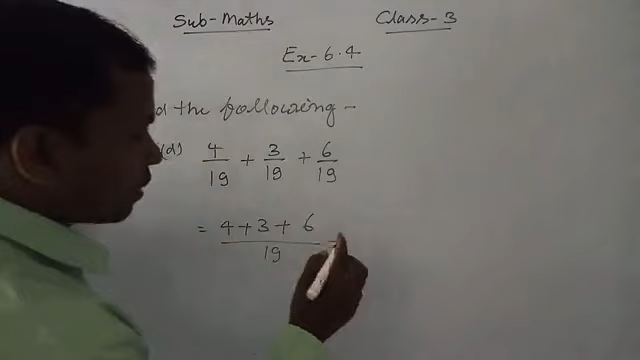 Sub-Maths Class-3
Ex-6.4
the following-
(d) 4/19 + 3/19 + 6/19
= 4+3+6/19 =